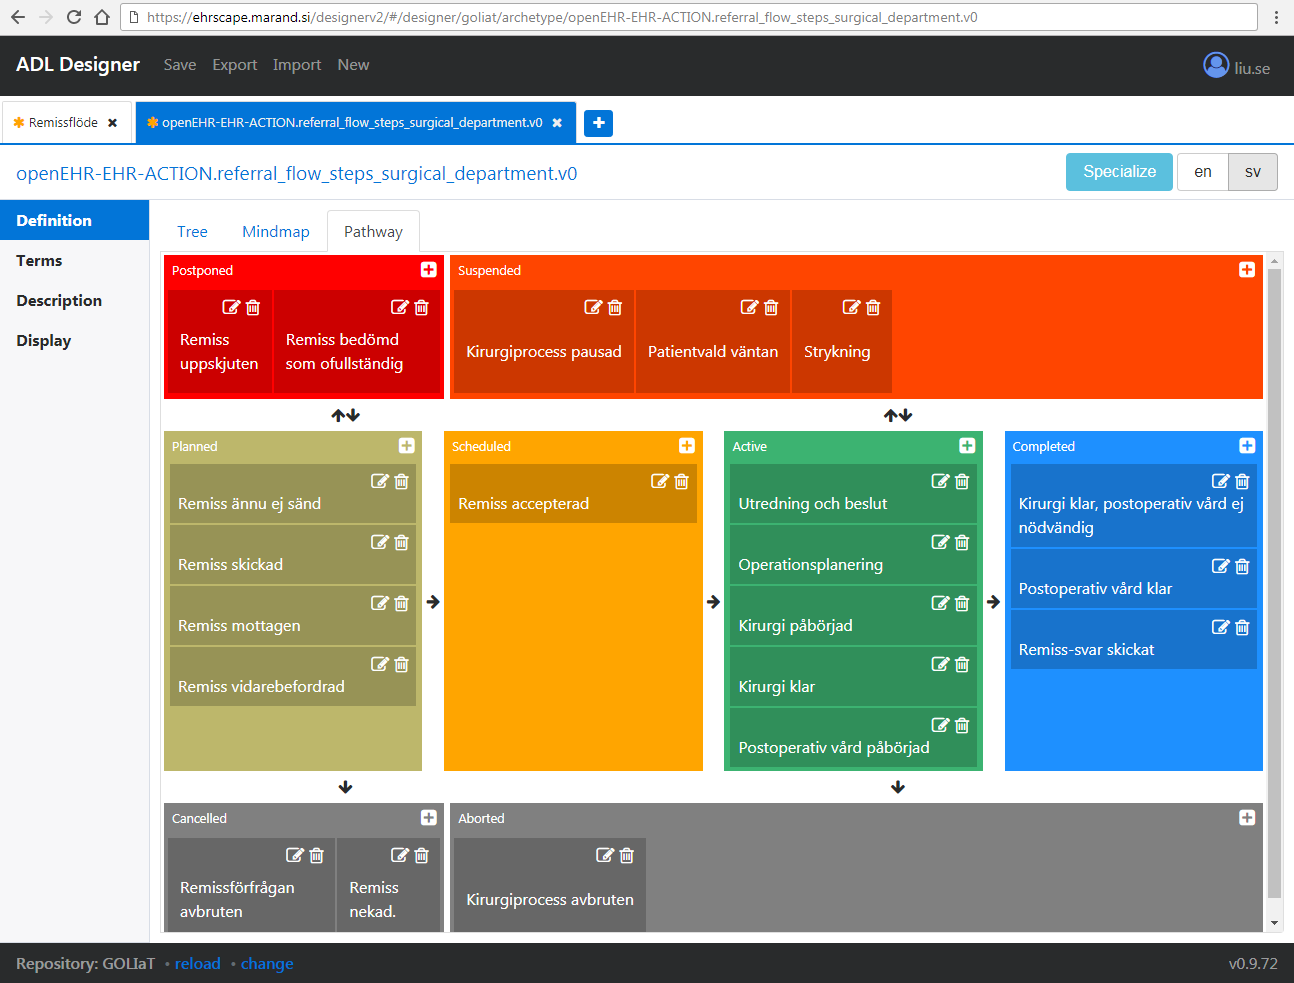 https://ehrscape.marand.si/designerv2/#/designer/goliat/archetype/openEHR-EHR-ACTION.referral_flow_steps_surgical_department.v0
ADL Designer Save Export Import New liu.se
Remissflöde openEHR-EHR-ACTION.referral_flow_steps_surgical_department.v0
openEHR-EHR-ACTION.referral_flow_steps_surgical_department.v0 Specialize en sv
Definition
Terms
Description
Display
Tree Mindmap Pathway
Postponed
Remiss
uppskjuten
Remiss bedömd
som ofullständig
Suspended
Kirurgiprocess pausad
Patientvald väntan
Strykning
Planned
Remiss ännu ej sänd
Remiss skickad
Remiss mottagen
Remiss vidarebefordrad
Scheduled
Remiss accepterad
Active
Utredning och beslut
Operationsplanering
Kirurgi påbörjad
Kirurgi klar
Postoperativ vård påbörjad
Completed
Kirurgi klar, postoperativ vård ej
nödvändig
Postoperativ vård klar
Remiss-svar skickat
Cancelled
Remissförfrågan
avbruten
Remiss
nekad.
Aborted
Kirurgiprocess avbruten
Repository: GOLIaT • reload • change v0.9.72